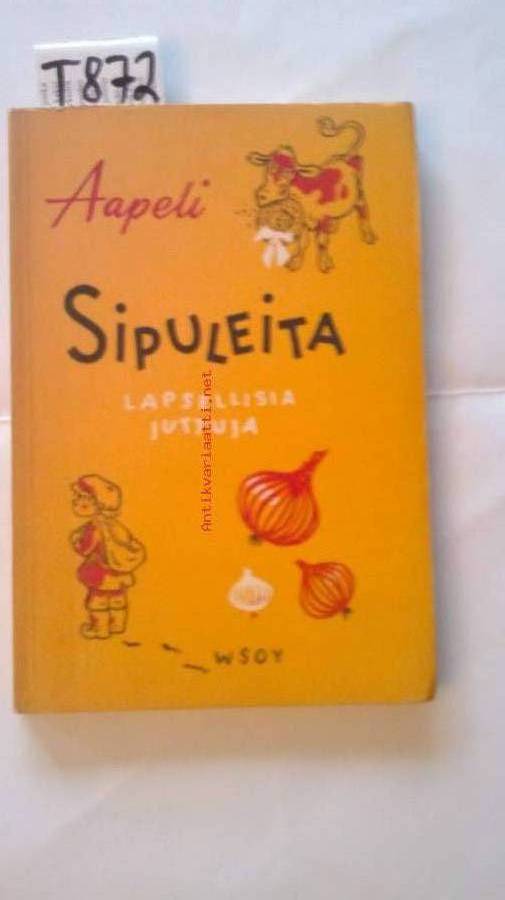 T872
Aapeli
SIPULEITA
LAPSELLISIA
JUTTUJA
Antikvariaatti.net
WSOY